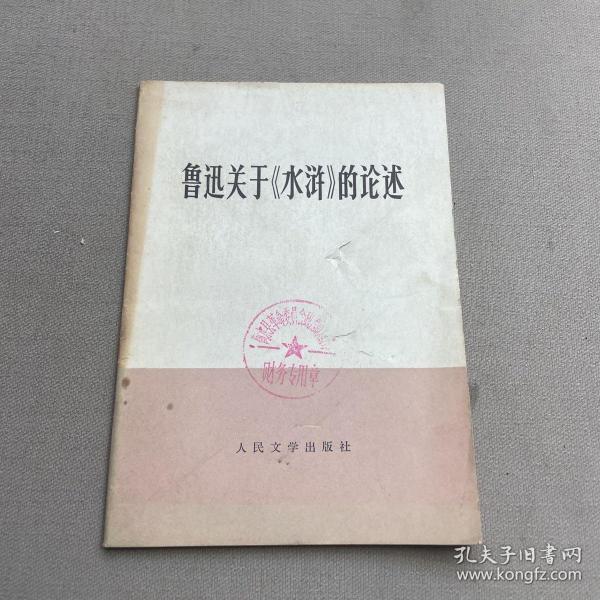 鲁迅关于《水浒》的论述
财务专用章
人民文学出版社
孔夫子旧书网
www.kongfz.com